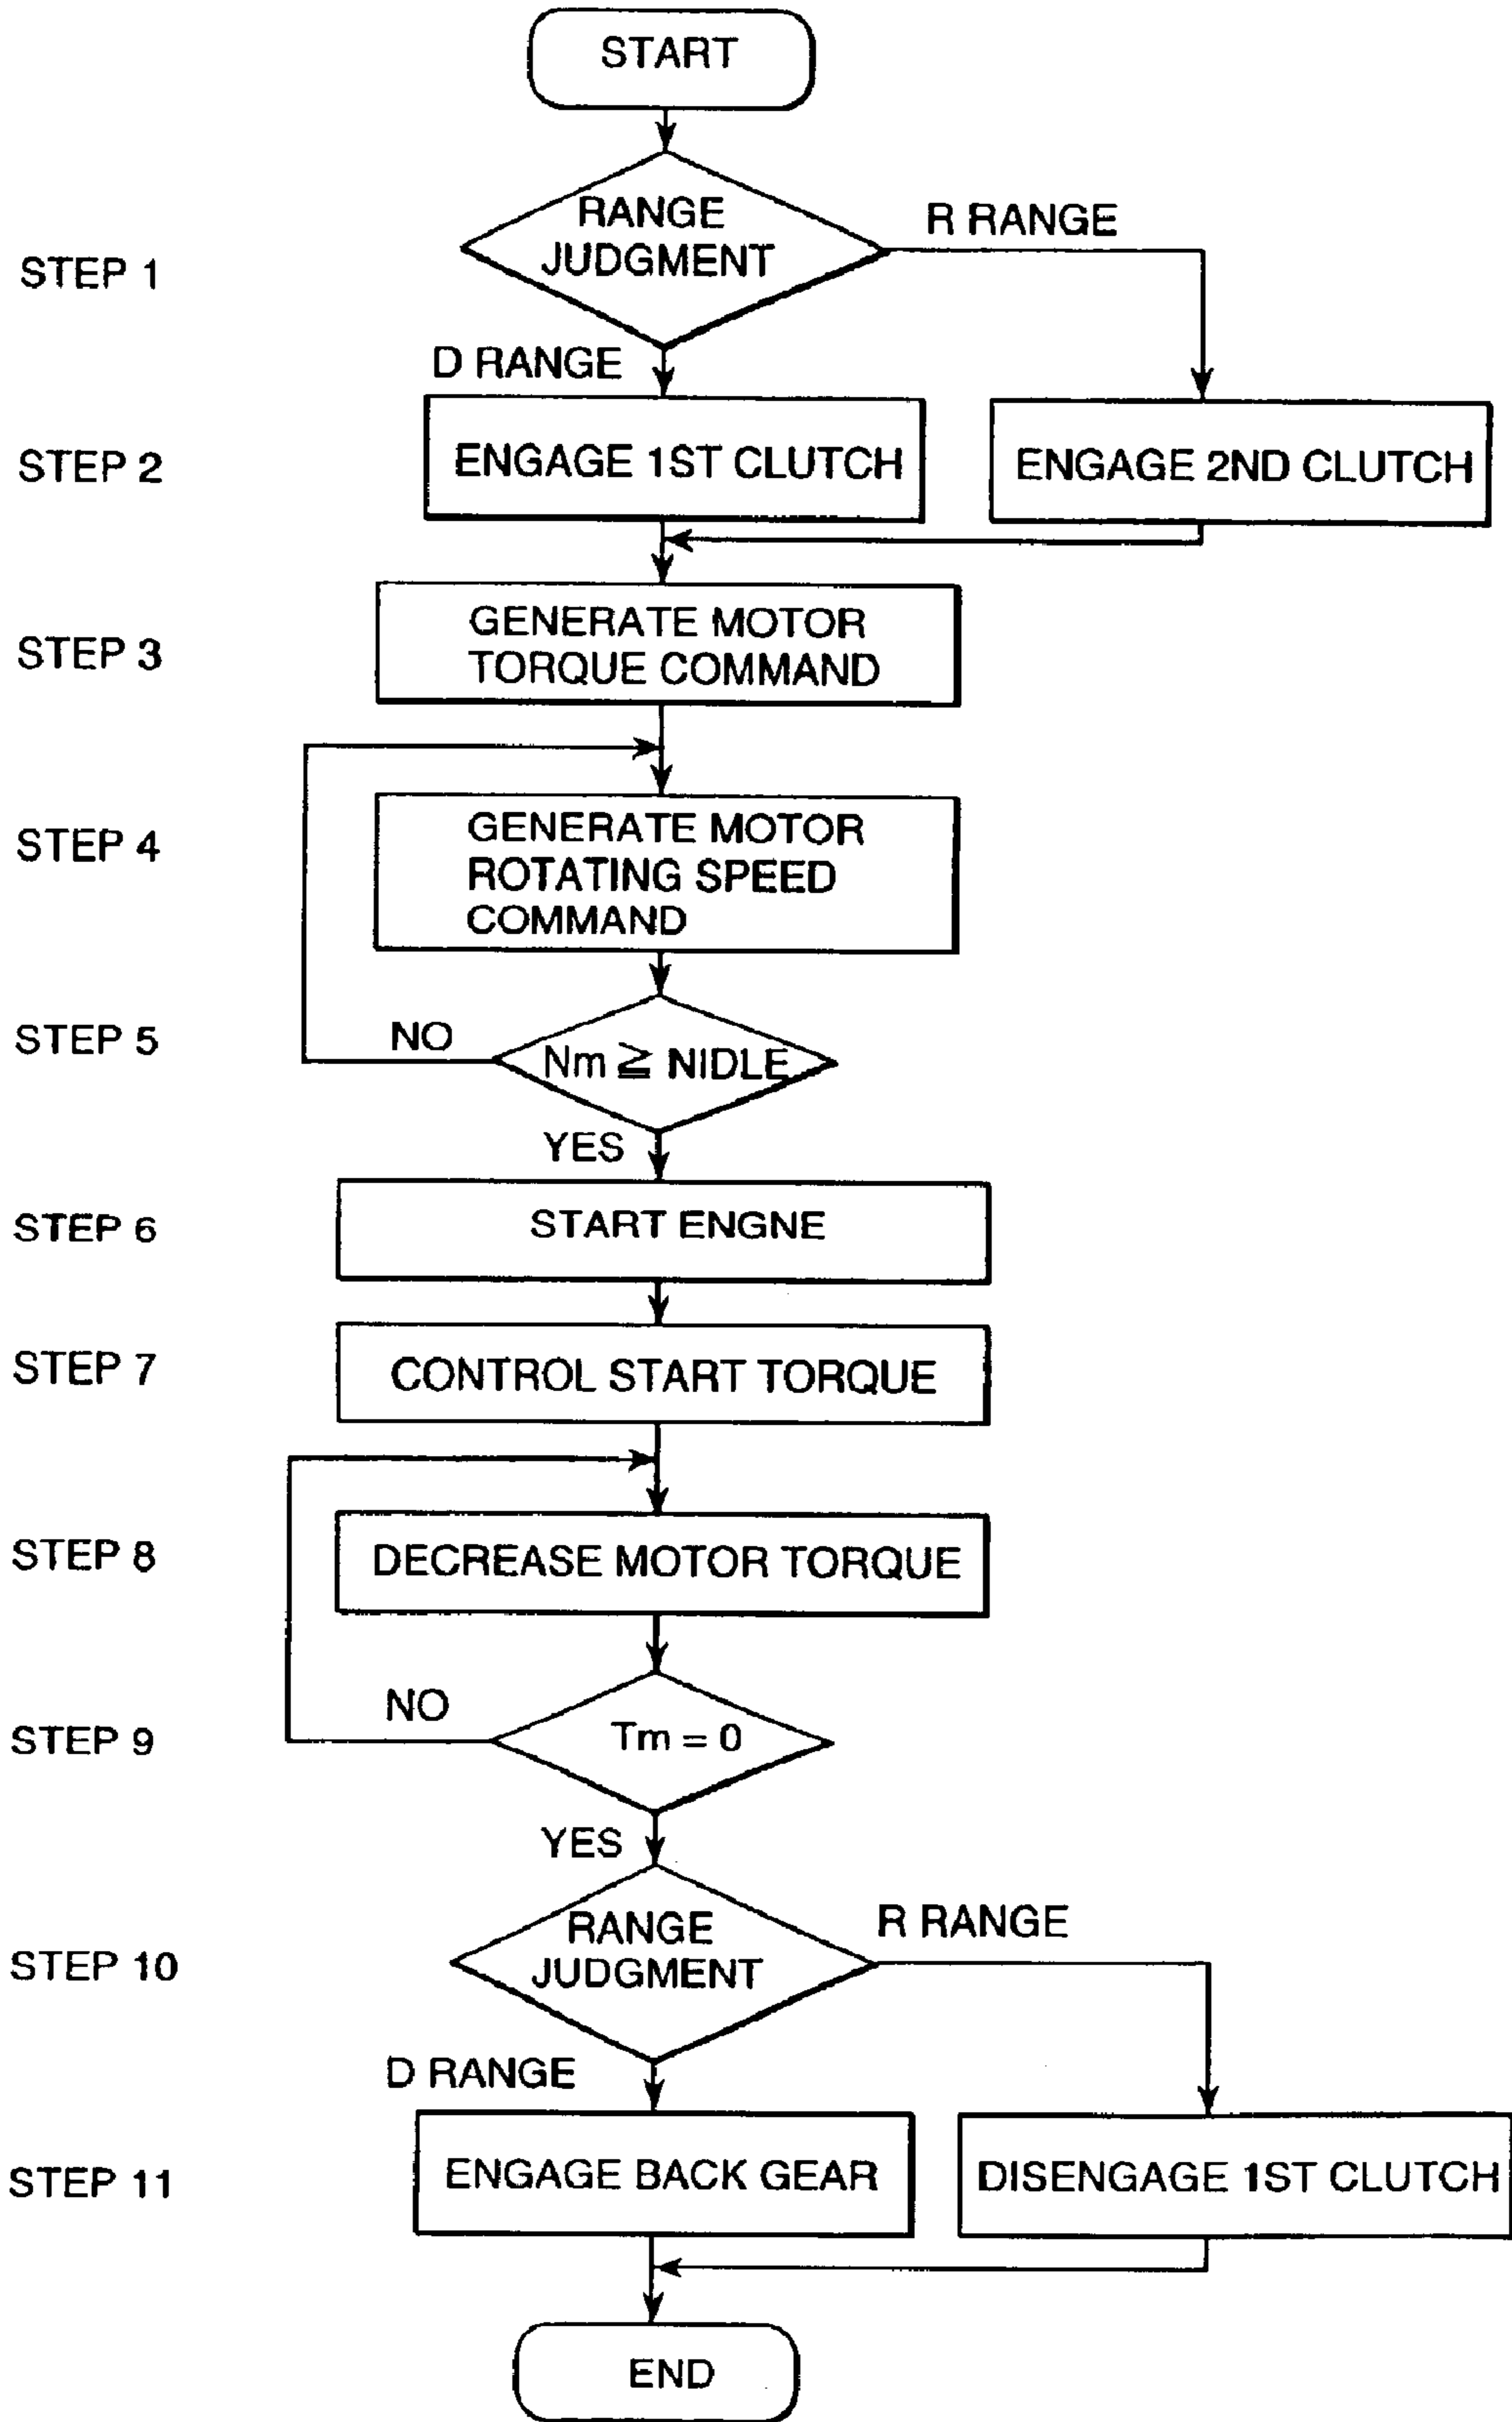 START
RANGE
JUDGMENT
R RANGE
STEP 1
D RANGE
STEP 2
ENGAGE 1ST CLUTCH
ENGAGE 2ND CLUTCH
STEP 3
GENERATE MOTOR
TORQUE COMMAND
STEP 4
GENERATE MOTOR
ROTATING SPEED
COMMAND
STEP 5
NO
Nm ≧ NIDLE
YES
STEP 6
START ENGNE
STEP 7
CONTROL START TORQUE
STEP 8
DECREASE MOTOR TORQUE
STEP 9
NO
Tm = 0
YES
STEP 10
RANGE
JUDGMENT
R RANGE
D RANGE
STEP 11
ENGAGE BACK GEAR
DISENGAGE 1ST CLUTCH
END